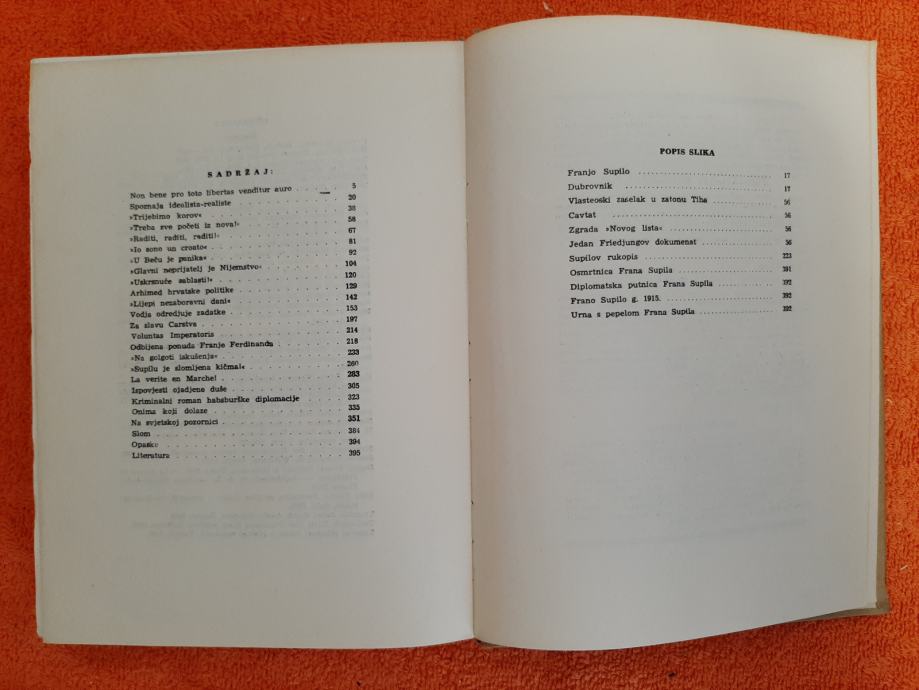 SADRŽAJ:
Non bene pro toto libertas venditur auro . . . . 5
Spoznaja idealista-realiste . . . . 20
»Trijebimo korov« . . . . 38
»Treba sve početi iz nova!« . . . . 58
»Raditi, raditi, raditi!« . . . . 67
»Io sono un croato« . . . . 81
»U Beču je panika« . . . . 92
»Glavni neprijatelj je Nijemstvo« . . . . 104
»Uskrsnuće sablasti!« . . . . 120
Arhimed hrvatske politike . . . . 129
»Lijepi nezaboravni dani« . . . . 142
Vodja odredjuje zadatke . . . . 153
Za slavu Carstva . . . . 197
Voluntas Imperatoris . . . . 214
Odbijena ponuda Franje Ferdinanda . . . . 218
»Na golgoti iskušenja« . . . . 233
»Supilu je slomljena kičma!« . . . . 260
La verite en Marche! . . . . 283
Ispovjesti ojadjene duše . . . . 305
Kriminalni roman habsburške diplomacije . . . . 323
Onima koji dolaze . . . . 335
Na svjetskoj pozornici . . . . 351
Slom . . . . 384
Opaske . . . . 394
Literatura . . . . 395
POPIS SLIKA
Franjo Supilo . . . . 17
Dubrovnik . . . . 17
Vlasteoski zaselak u zatonu Tiha . . . . 56
Cavtat . . . . 56
Zgrada »Novog lista« . . . . 56
Jedan Friedjungov dokumenat . . . . 56
Supilov rukopis . . . . 223
Osmrtnica Frana Supila . . . . 391
Diplomatska putnica Frana Supila . . . . 392
Frano Supilo g. 1915. . . . . 392
Urna s pepelom Frana Supila . . . . 392